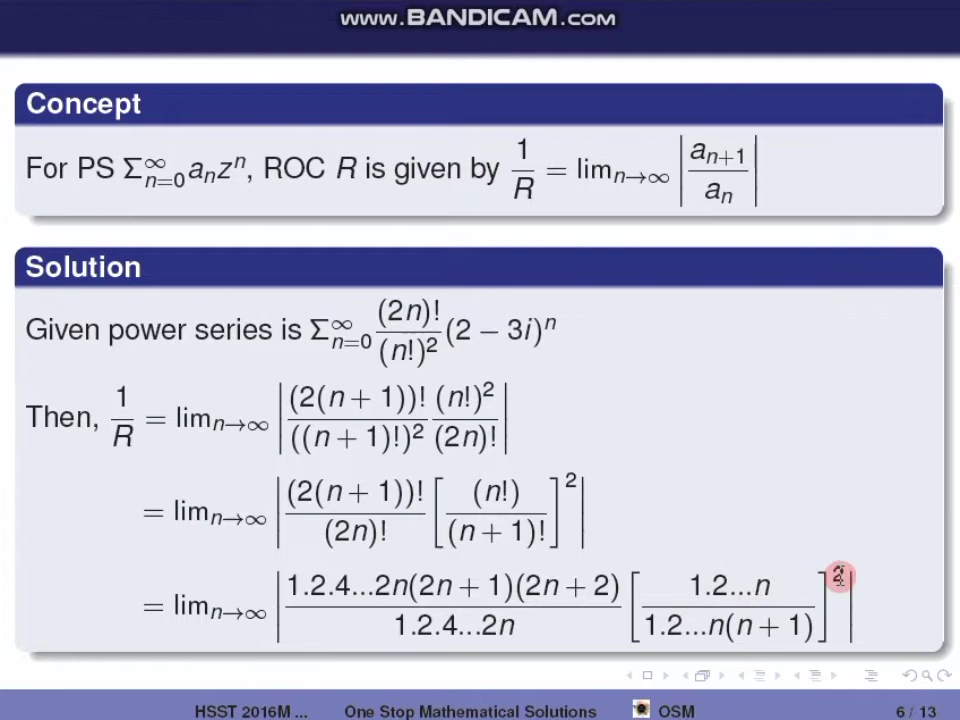 www.BANDICAM.com
Concept
For PS Σ∞n=0 aₙzⁿ, ROC R is given by 1/R = limn→∞ |aₙ₊₁/aₙ|
Solution
Given power series is Σ∞n=0 (2n)!/(n!)² (2 − 3i)ⁿ
Then, 1/R = limn→∞ |(2(n + 1))!/((n + 1)!)² (n!)²/(2n)!|
= limn→∞ |(2(n + 1))!/(2n)! [(n!)/(n + 1)!]²|
= limn→∞ |1.2.4...2n(2n + 1)(2n + 2)/1.2.4...2n [1.2...n/1.2...n(n + 1)]²|
HSST 2016M ... One Stop Mathematical Solutions OSM 6 / 13